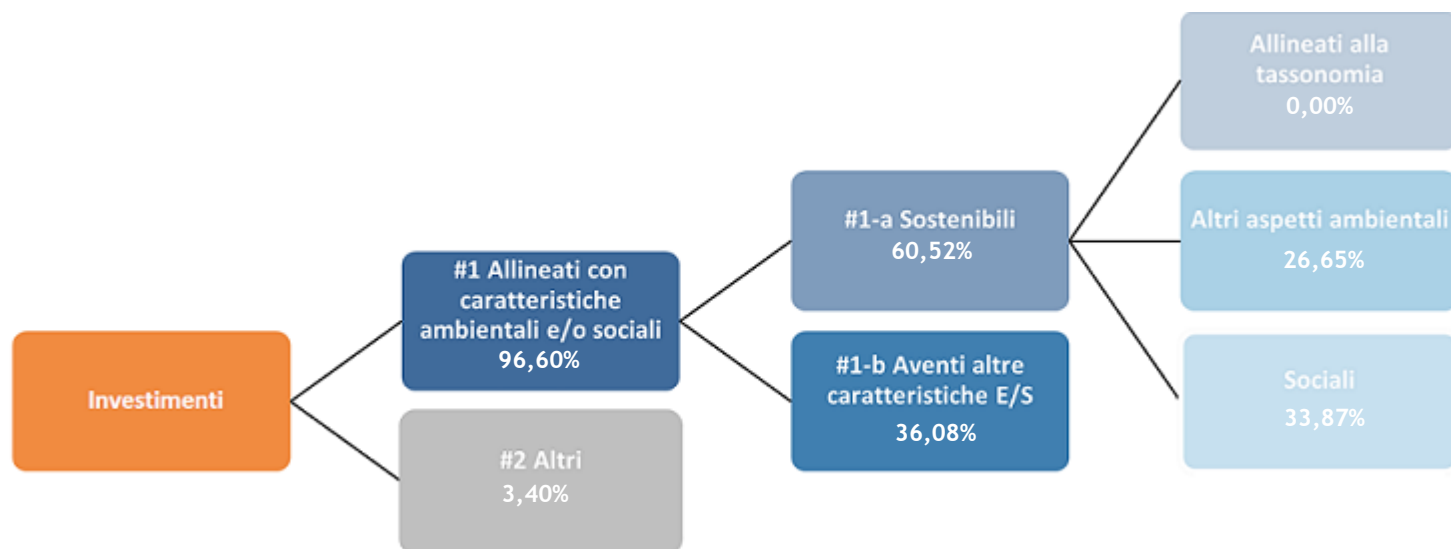 Investimenti
#1 Allineati con
caratteristiche
ambientali e/o sociali
96,60%
#2 Altri
3,40%
#1-a Sostenibili
60,52%
#1-b Aventi altre
caratteristiche E/S
36,08%
Allineati alla
tassonomia
0,00%
Altri aspetti ambientali
26,65%
Sociali
33,87%